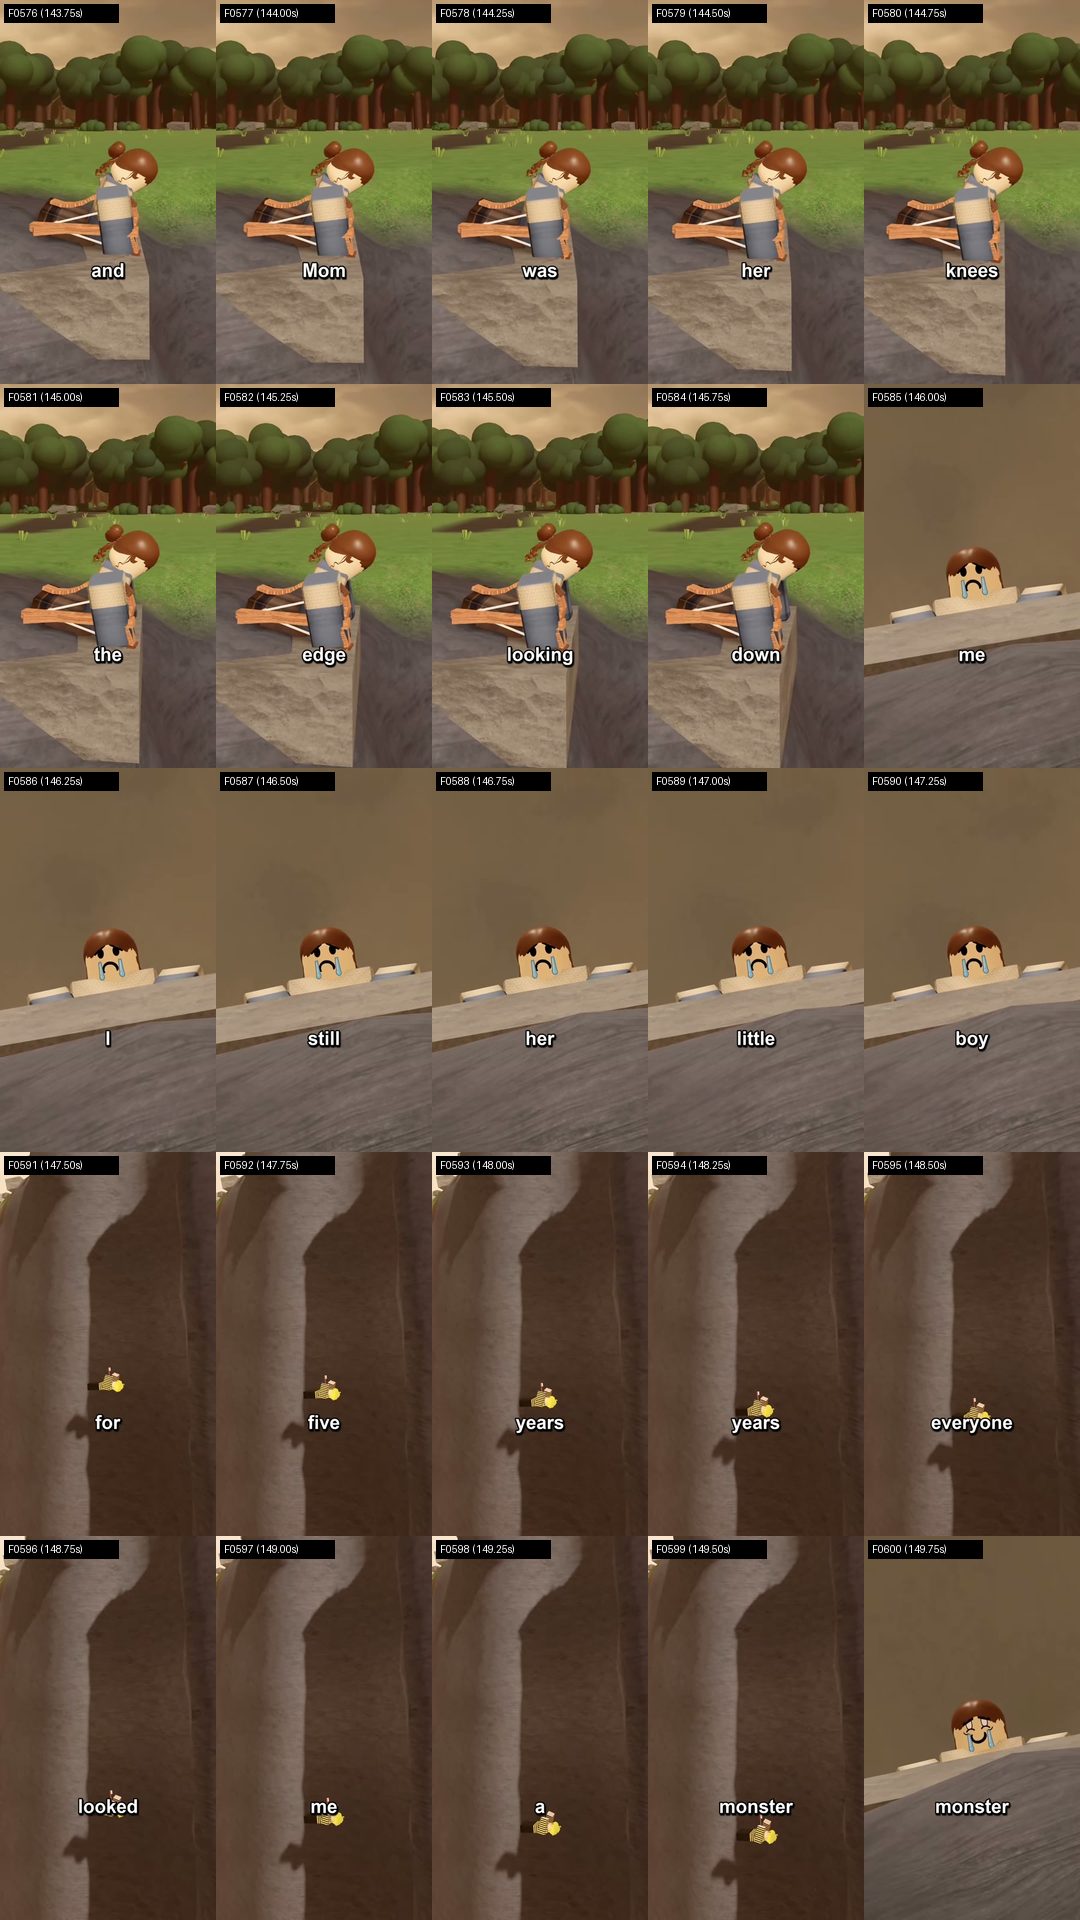 F0576 (143.75s)
and
F0577 (144.00s)
Mom
F0578 (144.25s)
was
F0579 (144.50s)
her
F0580 (144.75s)
knees
F0581 (145.00s)
the
F0582 (145.25s)
edge
F0583 (145.50s)
looking
F0584 (145.75s)
down
F0585 (146.00s)
me
F0586 (146.25s)
I
F0587 (146.50s)
still
F0588 (146.75s)
her
F0589 (147.00s)
little
F0590 (147.25s)
boy
F0591 (147.50s)
for
F0592 (147.75s)
five
F0593 (148.00s)
years
F0594 (148.25s)
years
F0595 (148.50s)
everyone
F0596 (148.75s)
looked
F0597 (149.00s)
me
F0598 (149.25s)
a
F0599 (149.50s)
monster
F0600 (149.75s)
monster